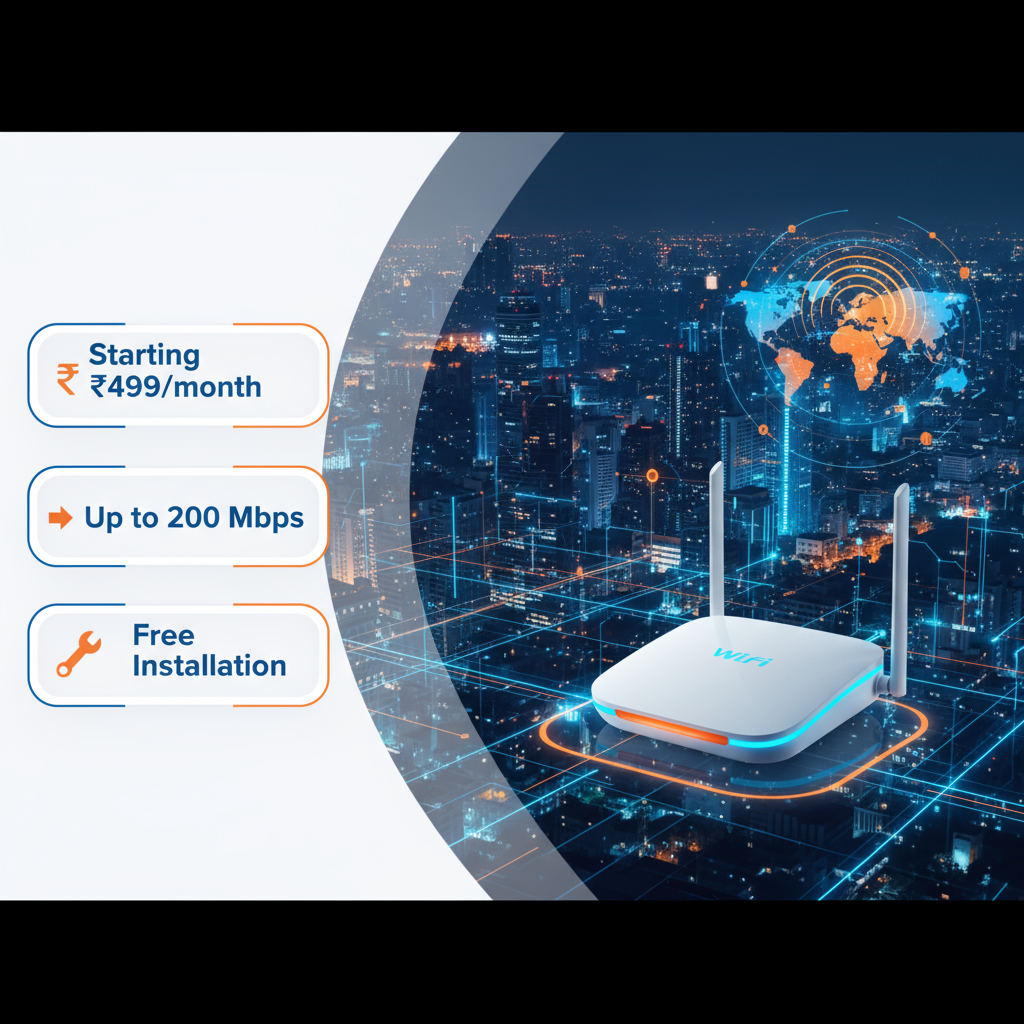 Starting
₹499/month
Up to 200 Mbps
Free
Installation
WiFi